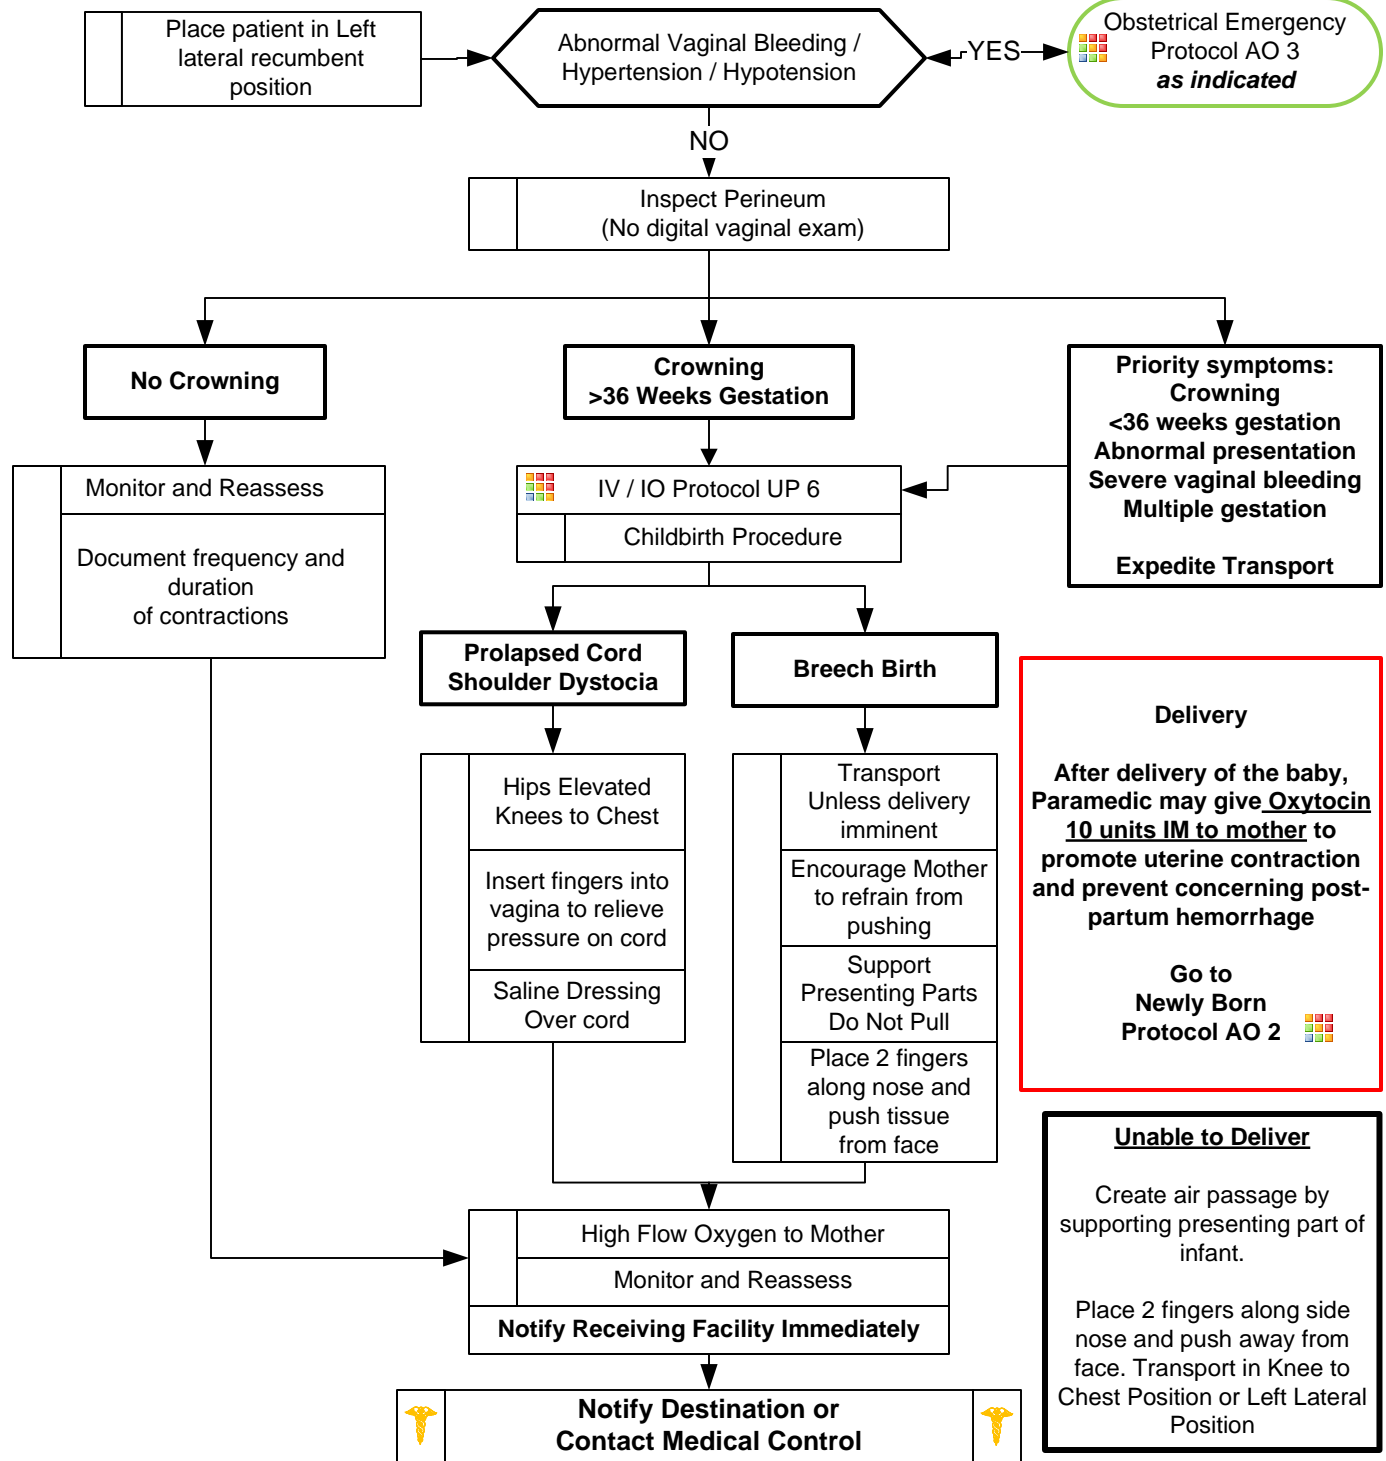 Place patient in Left
lateral recumbent
position
Abnormal Vaginal Bleeding /
Hypertension / Hypotension
YES
Obstetrical Emergency
Protocol AO 3
as indicated
NO
Inspect Perineum
(No digital vaginal exam)
No Crowning
Crowning
>36 Weeks Gestation
Priority symptoms:
Crowning
<36 weeks gestation
Abnormal presentation
Severe vaginal bleeding
Multiple gestation
Expedite Transport
Monitor and Reassess
Document frequency and
duration
of contractions
IV / IO Protocol UP 6
Childbirth Procedure
Prolapsed Cord
Shoulder Dystocia
Breech Birth
Hips Elevated
Knees to Chest
Insert fingers into
vagina to relieve
pressure on cord
Saline Dressing
Over cord
Transport
Unless delivery
imminent
Encourage Mother
to refrain from
pushing
Support
Presenting Parts
Do Not Pull
Place 2 fingers
along nose and
push tissue
from face
Delivery
After delivery of the baby,
Paramedic may give Oxytocin
10 units IM to mother to
promote uterine contraction
and prevent concerning post-
partum hemorrhage
Go to
Newly Born
Protocol AO 2
High Flow Oxygen to Mother
Monitor and Reassess
Notify Receiving Facility Immediately
Notify Destination or
Contact Medical Control
Unable to Deliver
Create air passage by
supporting presenting part of
infant.
Place 2 fingers along side
nose and push away from
face. Transport in Knee to
Chest Position or Left Lateral
Position